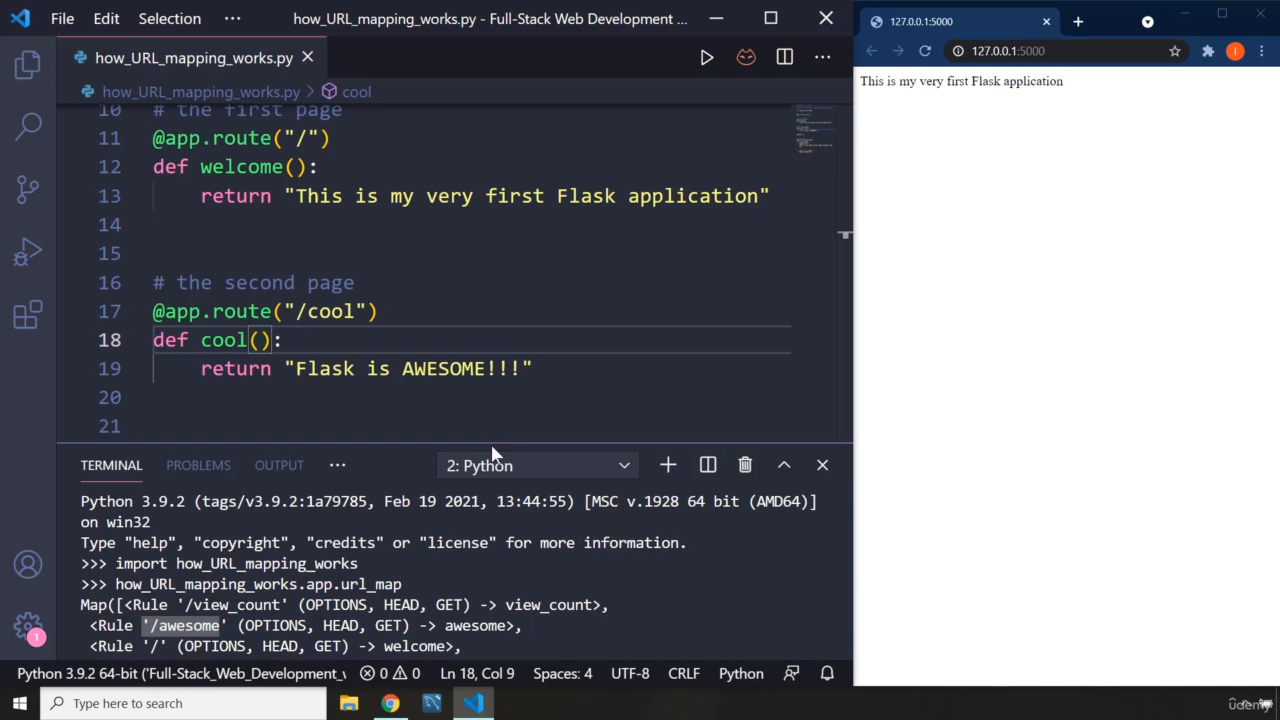 File Edit Selection ··· how_URL_mapping_works.py - Full-Stack Web Development ...
how_URL_mapping_works.py
how_URL_mapping_works.py > cool
10 # the first page
11 @app.route("/")
12 def welcome():
13 return "This is my very first Flask application"
14
15
16 # the second page
17 @app.route("/cool")
18 def cool():
19 return "Flask is AWESOME!!!"
20
21
TERMINAL PROBLEMS OUTPUT ··· 2: Python
Python 3.9.2 (tags/v3.9.2:1a79785, Feb 19 2021, 13:44:55) [MSC v.1928 64 bit (AMD64)]
on win32
Type "help", "copyright", "credits" or "license" for more information.
>>> import how_URL_mapping_works
>>> how_URL_mapping_works.app.url_map
Map([<Rule '/view_count' (OPTIONS, HEAD, GET) -> view_count>,
<Rule '/awesome' (OPTIONS, HEAD, GET) -> awesome>,
<Rule '/' (OPTIONS, HEAD, GET) -> welcome>,
1
Python 3.9.2 64-bit ('Full-Stack_Web_Development_v 0 0 Ln 18, Col 9 Spaces: 4 UTF-8 CRLF Python
Type here to search
127.0.0.1:5000
127.0.0.1:5000 I
This is my very first Flask application
udemy